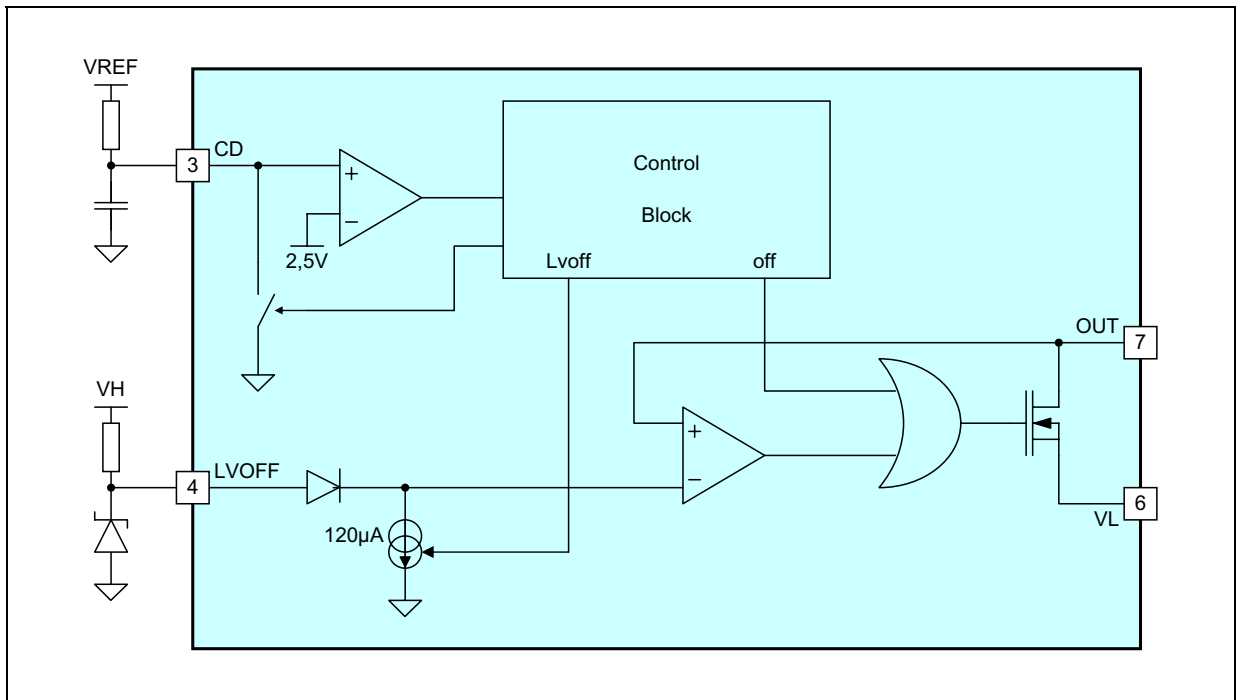 VREF
3
CD
+
−
2,5V
Control
Block
Lvoff
off
OUT
7
VH
4
LVOFF
120µA
+
−
6
VL